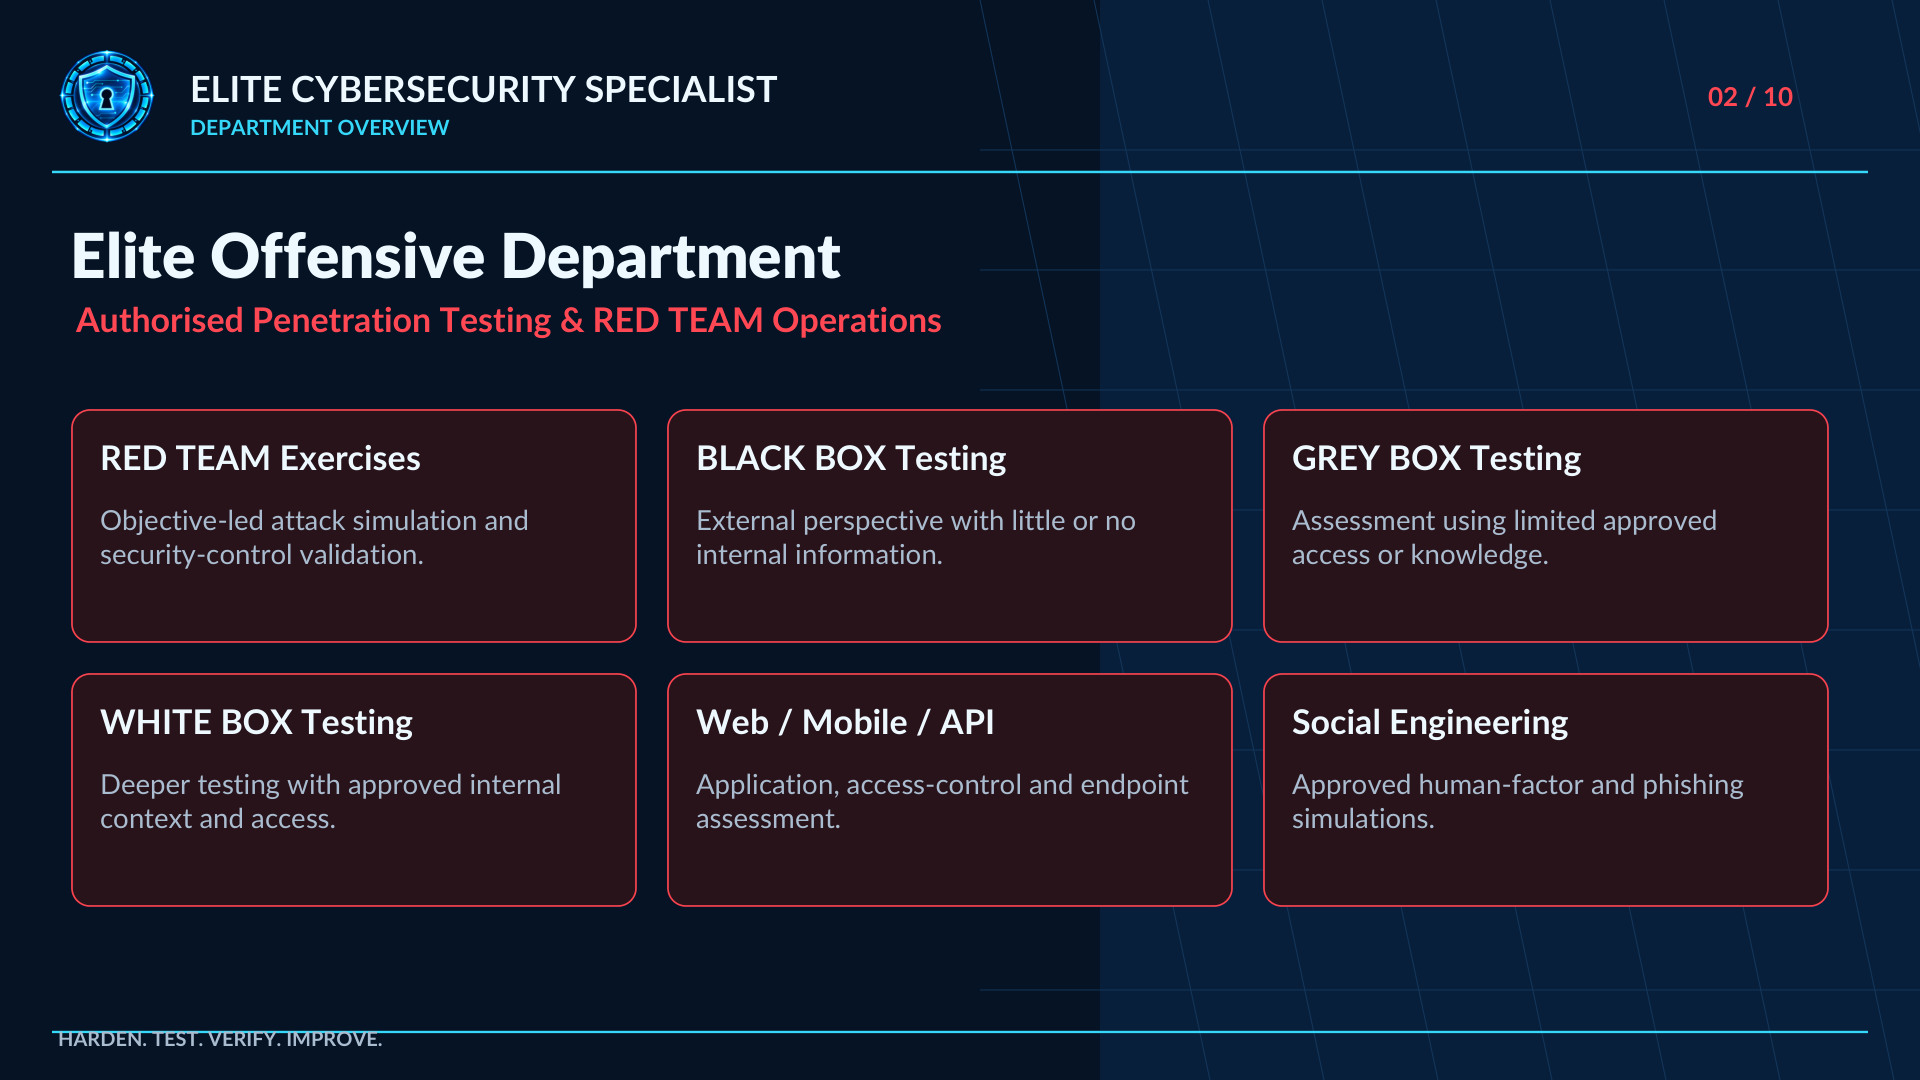 ELITE CYBERSECURITY SPECIALIST
DEPARTMENT OVERVIEW
02 / 10
Elite Offensive Department
Authorised Penetration Testing & RED TEAM Operations
RED TEAM Exercises
Objective-led attack simulation and
security-control validation.
BLACK BOX Testing
External perspective with little or no
internal information.
GREY BOX Testing
Assessment using limited approved
access or knowledge.
WHITE BOX Testing
Deeper testing with approved internal
context and access.
Web / Mobile / API
Application, access-control and endpoint
assessment.
Social Engineering
Approved human-factor and phishing
simulations.
HARDEN. TEST. VERIFY. IMPROVE.